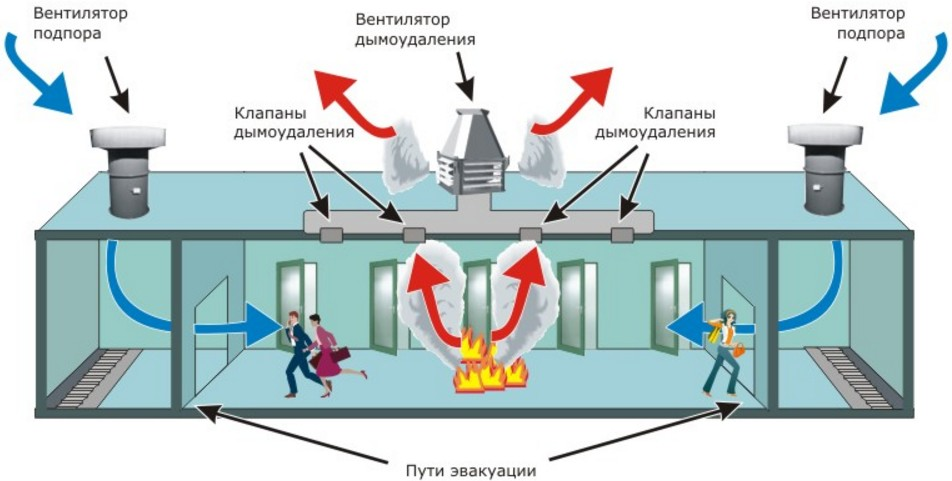 Вентилятор
подпора
Вентилятор
дымоудаления
Вентилятор
подпора
Клапаны
дымоудаления
Клапаны
дымоудаления
Пути эвакуации